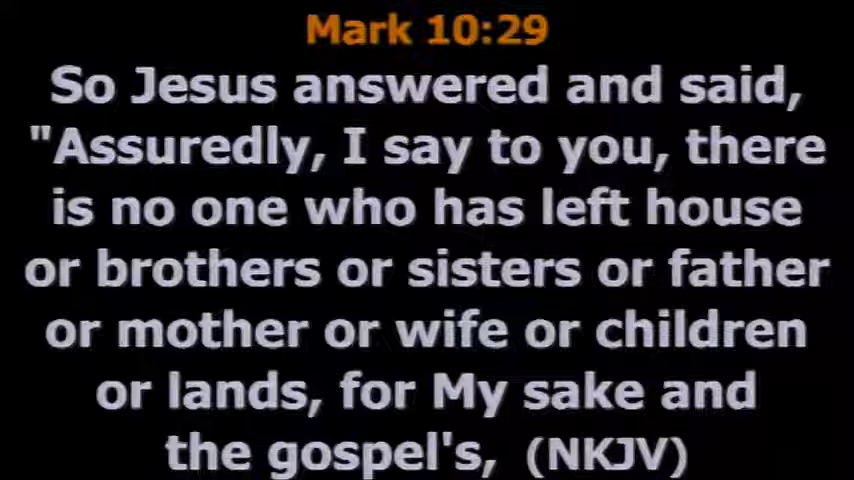 Mark 10:29
So Jesus answered and said,
"Assuredly, I say to you, there
is no one who has left house
or brothers or sisters or father
or mother or wife or children
or lands, for My sake and
the gospel's, (NKJV)